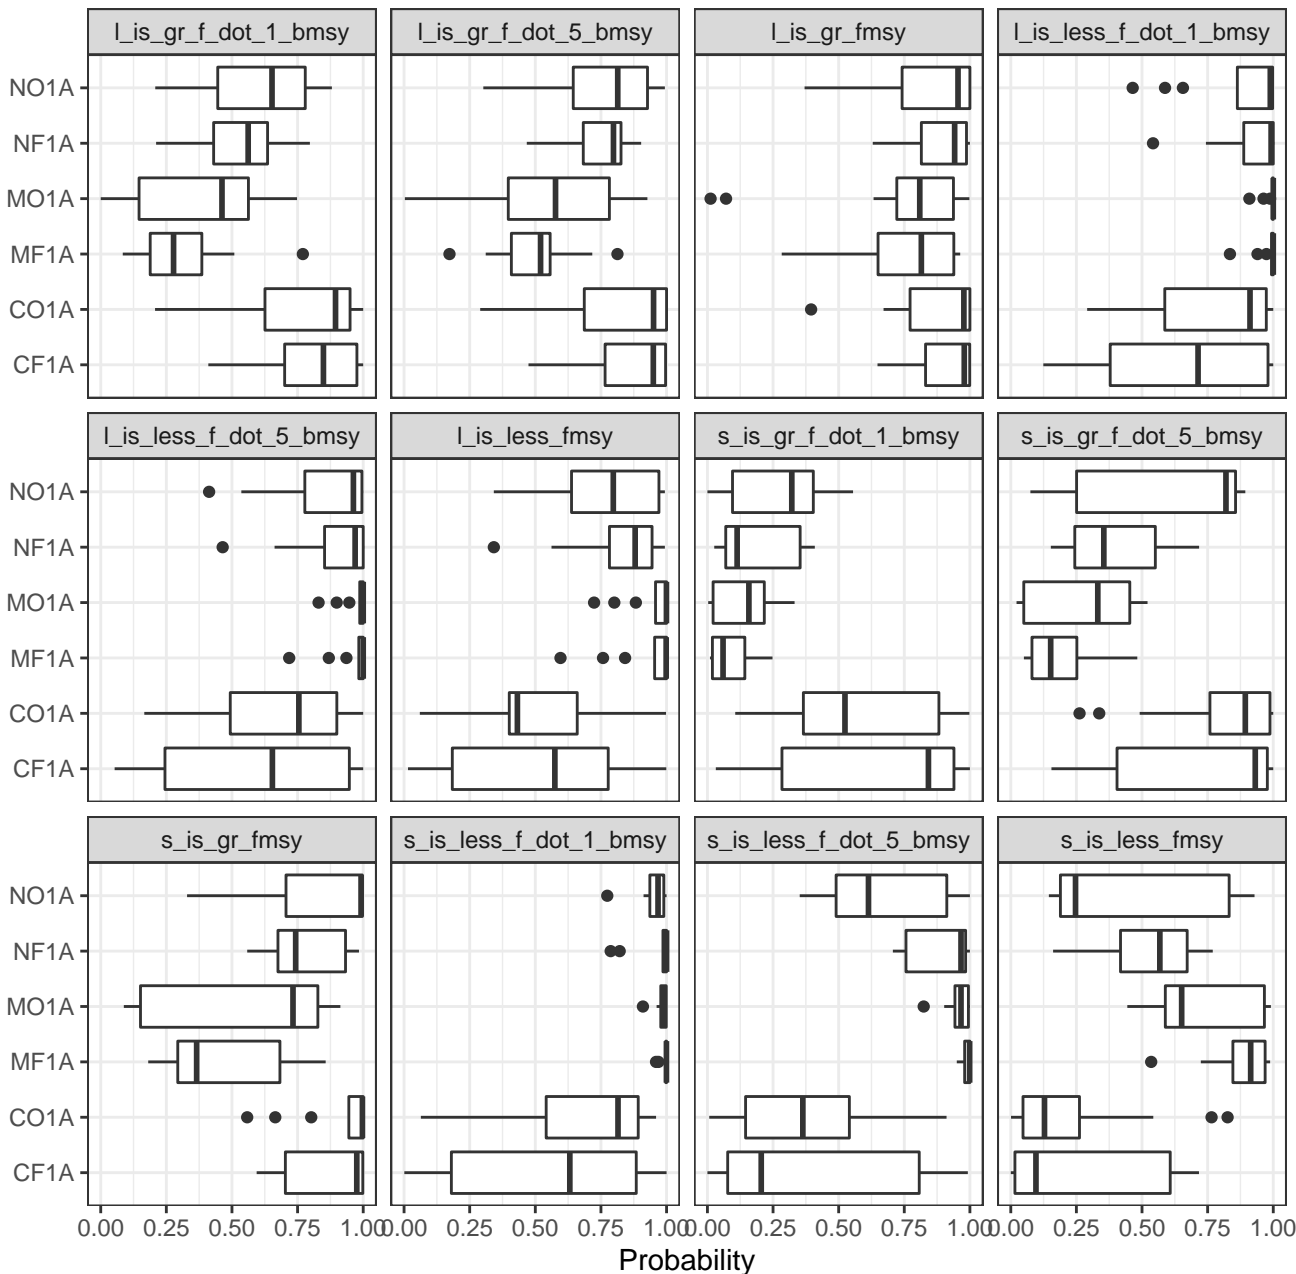 l_is_gr_f_dot_1_bmsy l_is_gr_f_dot_5_bmsy l_is_gr_fmsy l_is_less_f_dot_1_bmsy
NO1A
NF1A
MO1A
MF1A
CO1A
CF1A
l_is_less_f_dot_5_bmsy l_is_less_fmsy s_is_gr_f_dot_1_bmsy s_is_gr_f_dot_5_bmsy
NO1A
NF1A
MO1A
MF1A
CO1A
CF1A
s_is_gr_fmsy s_is_less_f_dot_1_bmsy s_is_less_f_dot_5_bmsy s_is_less_fmsy
NO1A
NF1A
MO1A
MF1A
CO1A
CF1A
0.00 0.25 0.50 0.75 1.00 0.00 0.25 0.50 0.75 1.00 0.00 0.25 0.50 0.75 1.00 0.00 0.25 0.50 0.75 1.00
Probability